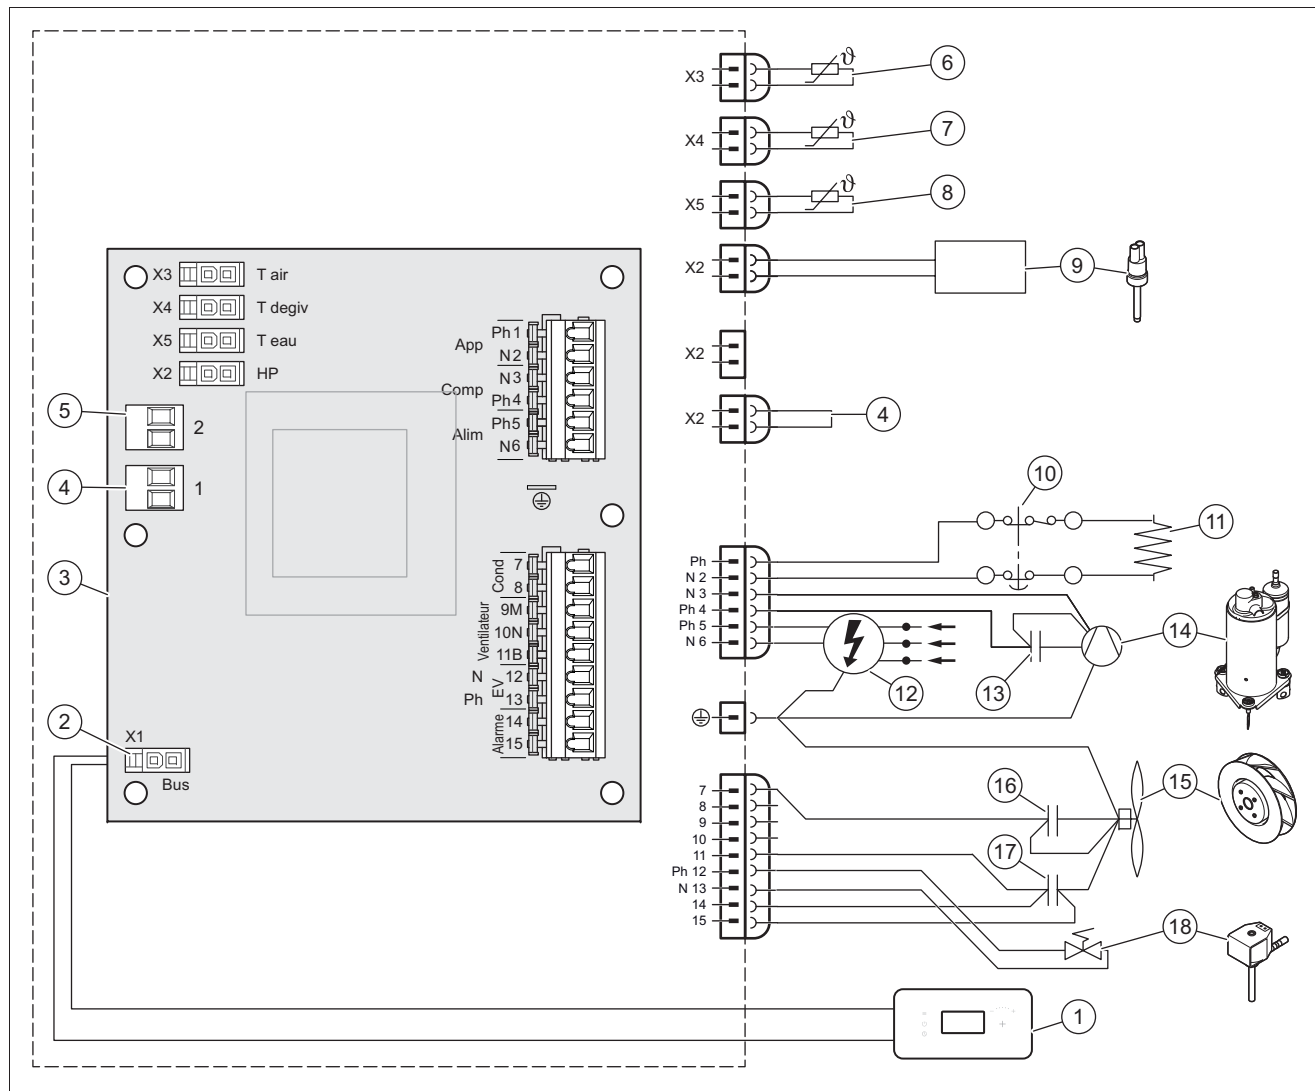 X3
ϑ
6
X4
ϑ
7
X5
ϑ
8
X2
9
X2
X2
4
X3 T air
X4 T degiv
X5 T eau
X2 HP
5
2
4
1
3
2
X1
Bus
App
Comp
Alim
Ph1
N2
N3
Ph4
Ph5
N6
Cond
Ventilateur
EV
Alarme
7
8
9M
10N
11B
N 12
Ph 13
14
15
10
11
Ph
N 2
N 3
Ph 4
Ph 5
N 6
12
13
14
7
8
9
10
11
Ph 12
N 13
14
15
16
15
17
18
1